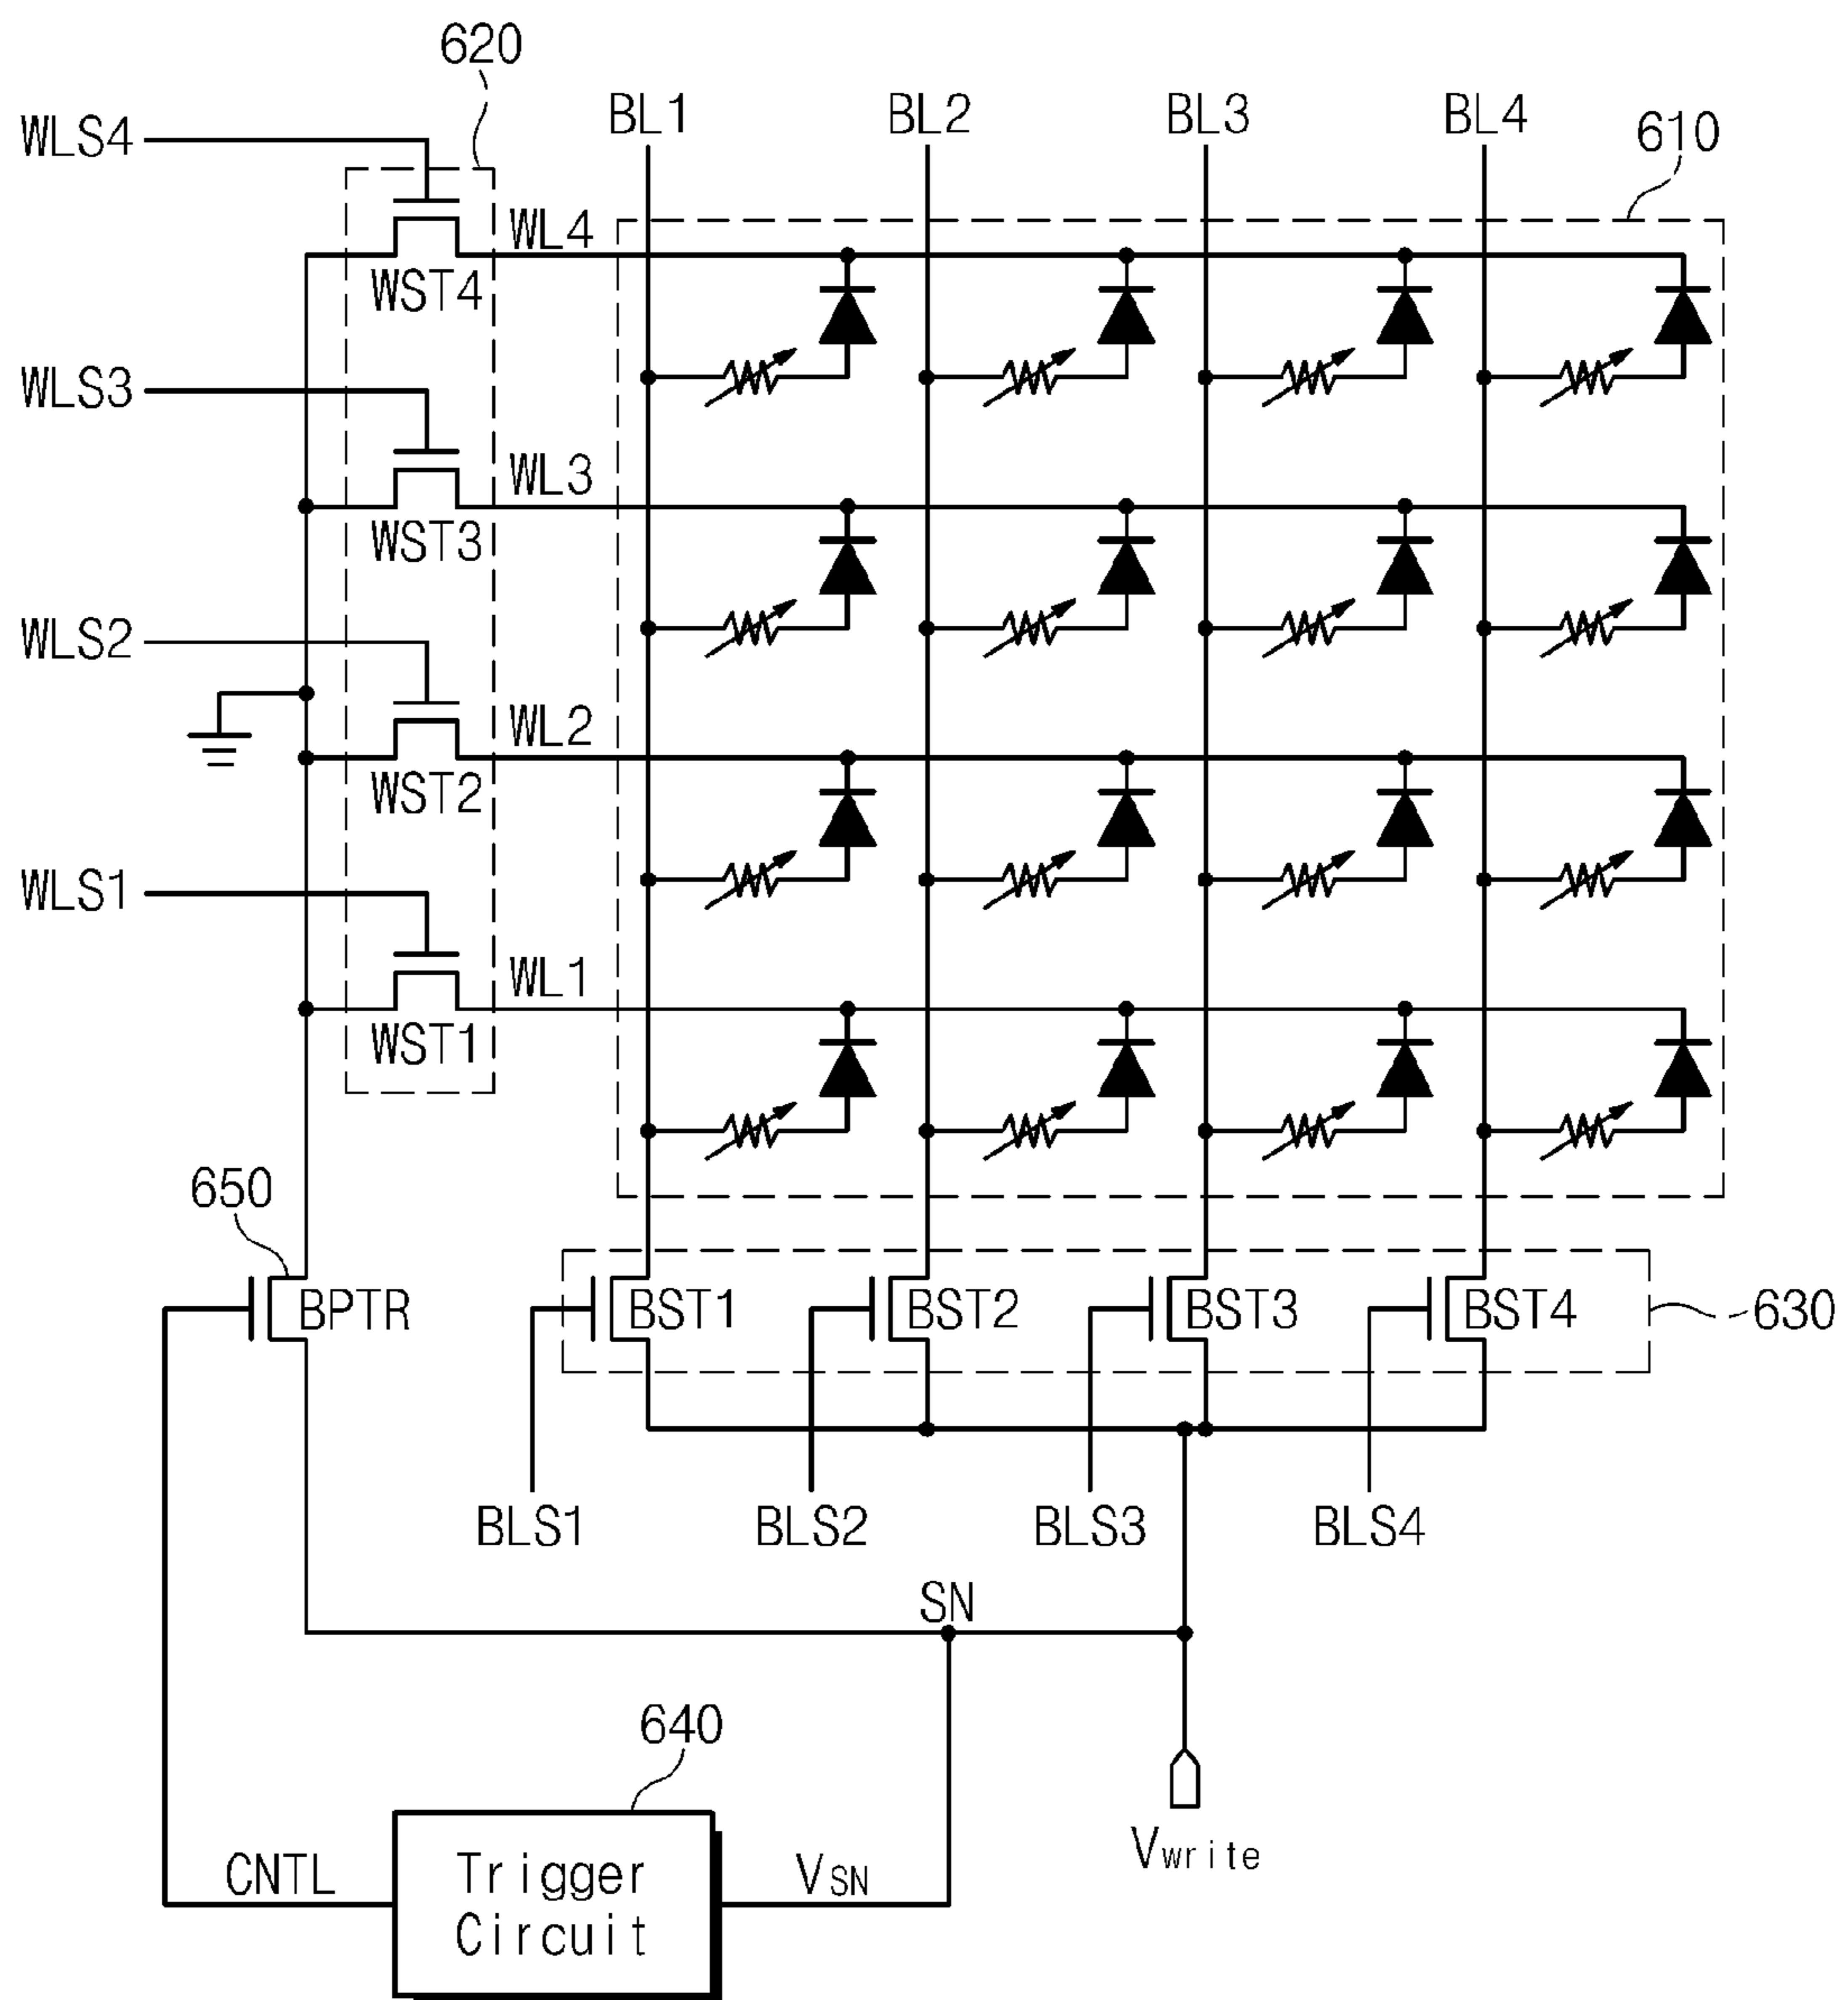 620
BL1 BL2 BL3 BL4
610
WLS4
WL4
WST4
WLS3
WL3
WST3
WLS2
WL2
WST2
WLS1
WL1
WST1
650
BPTR BST1 BST2 BST3 BST4 630
BLS1 BLS2 BLS3 BLS4
SN
640
Vwrite
CNTL Trigger Circuit VSN